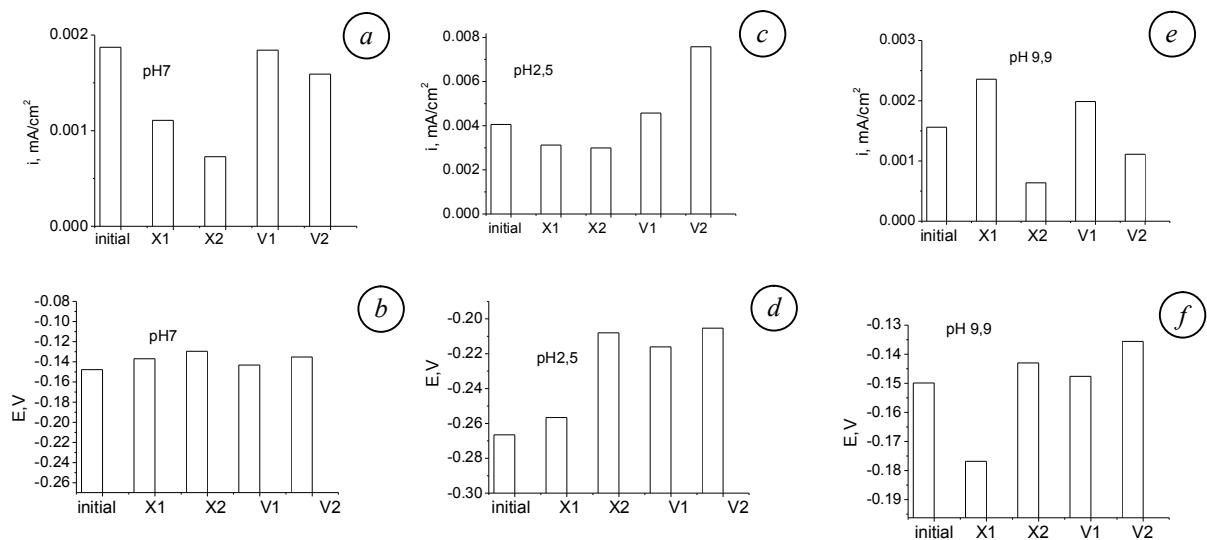 a
0.002
0.001
0.000
i, mA/cm²
pH7
initial X1 X2 V1 V2
c
0.008
0.006
0.004
0.002
0.000
i, mA/cm²
pH2,5
initial X1 X2 V1 V2
e
0.003
0.002
0.001
0.000
i, mA/cm²
pH 9,9
initial X1 X2 V1 V2
b
-0.08
-0.10
-0.12
-0.14
-0.16
-0.18
-0.20
-0.22
-0.24
-0.26
E,V
pH7
initial X1 X2 V1 V2
d
-0.20
-0.22
-0.24
-0.26
-0.28
-0.30
E,V
pH2,5
initial X1 X2 V1 V2
f
-0.13
-0.14
-0.15
-0.16
-0.17
-0.18
-0.19
E,V
pH 9,9
initial X1 X2 V1 V2